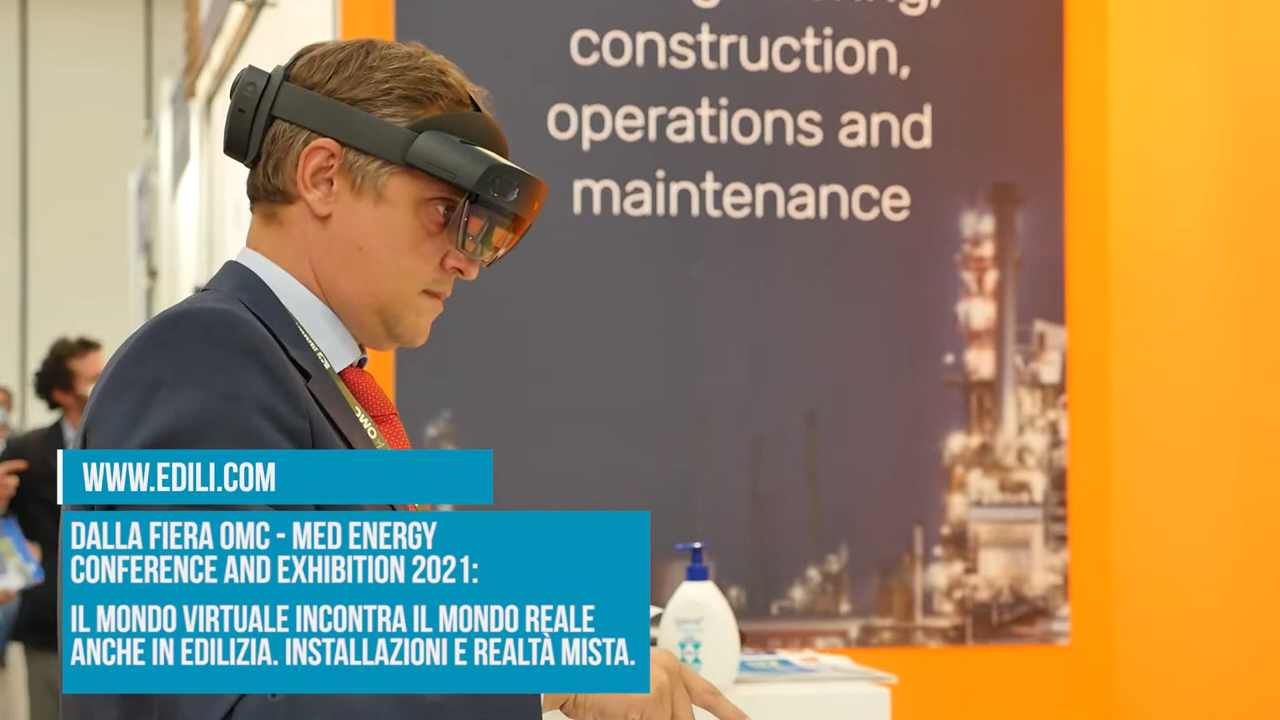 construction,
operations and
maintenance
OMC
WWW.EDILI.COM
DALLA FIERA OMC - MED ENERGY
CONFERENCE AND EXHIBITION 2021:
IL MONDO VIRTUALE INCONTRA IL MONDO REALE
ANCHE IN EDILIZIA. INSTALLAZIONI E REALTÀ MISTA.